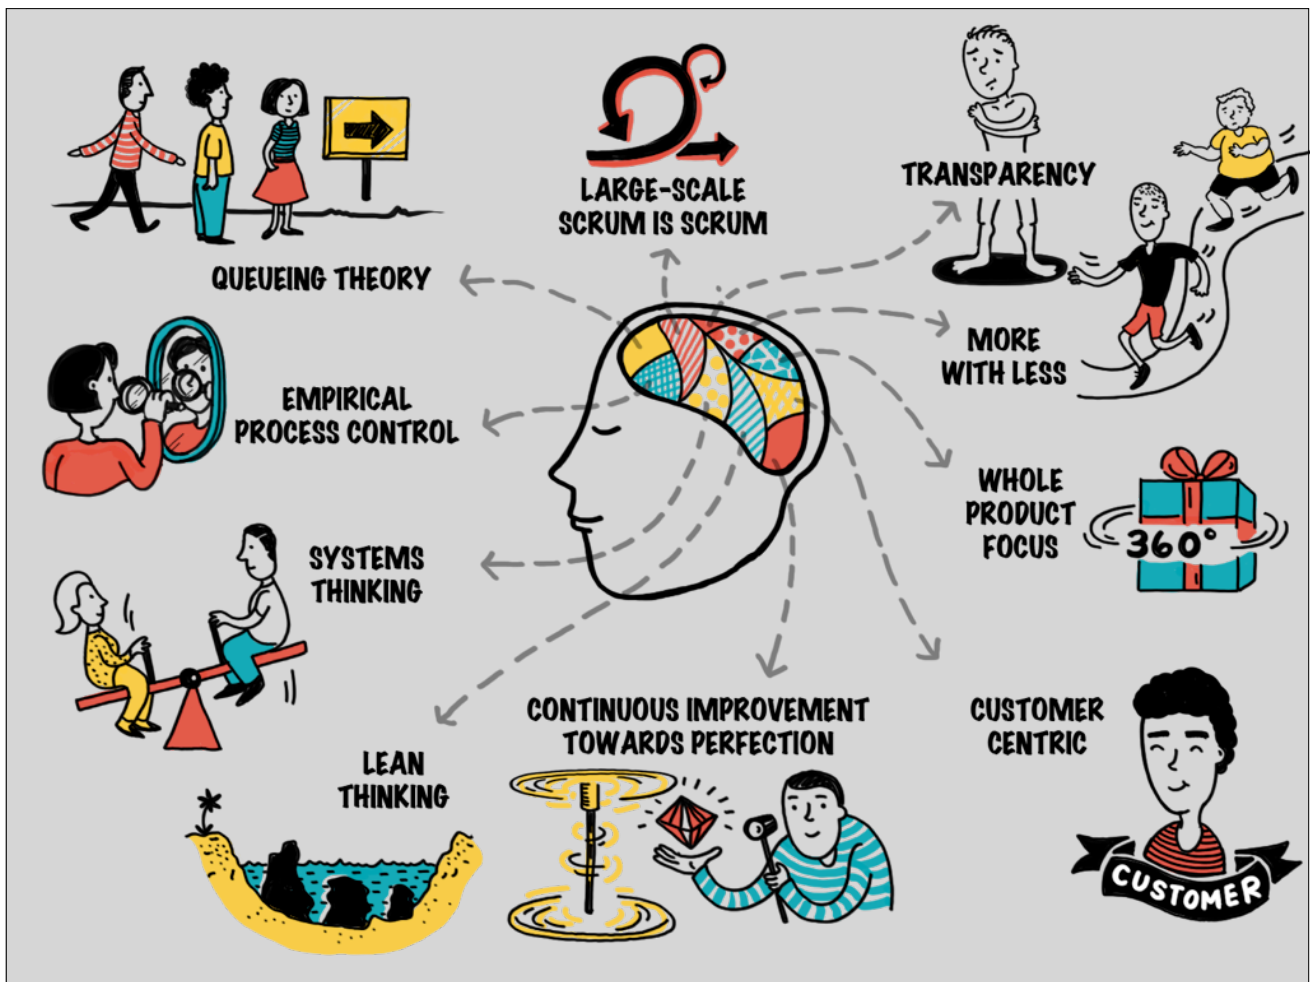 LARGE-SCALE
SCRUM IS SCRUM
TRANSPARENCY
QUEUEING THEORY
MORE
WITH LESS
EMPIRICAL
PROCESS CONTROL
WHOLE
PRODUCT
FOCUS
360°
SYSTEMS
THINKING
CONTINUOUS IMPROVEMENT
TOWARDS PERFECTION
CUSTOMER
CENTRIC
LEAN
THINKING
CUSTOMER